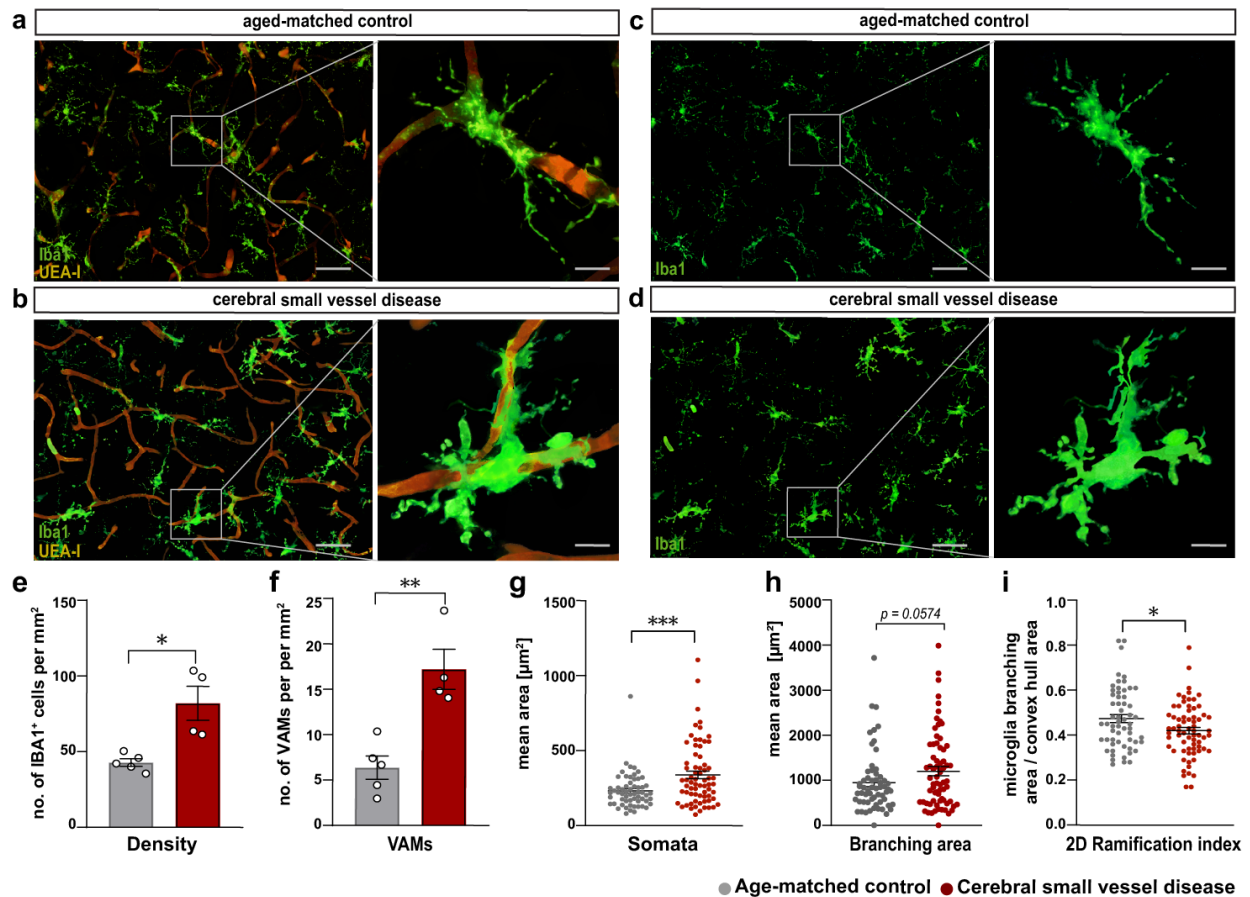 a
aged-matched control
Iba1
UEA-I
c
aged-matched control
Iba1
b
cerebral small vessel disease
Iba1
UEA-I
d
cerebral small vessel disease
Iba1
e
no. of IBA1⁺ cells per mm²
150
100
50
0
*
Density
f
no. of VAMs per per mm²
25
20
15
10
5
0
**
VAMs
g
mean area [µm²]
1500
1000
500
0
***
Somata
h
mean area [µm²]
5000
4000
3000
2000
1000
0
p = 0.0574
Branching area
i
microglia branching
area / convex hull area
1.0
0.8
0.6
0.4
0.2
0.0
*
2D Ramification index
Age-matched control
Cerebral small vessel disease